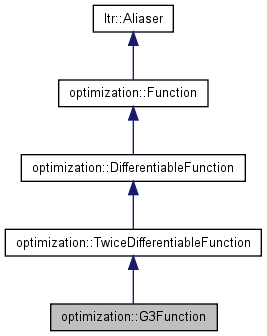 ltr::Aliaser
optimization::Function
optimization::DifferentiableFunction
optimization::TwiceDifferentiableFunction
optimization::G3Function